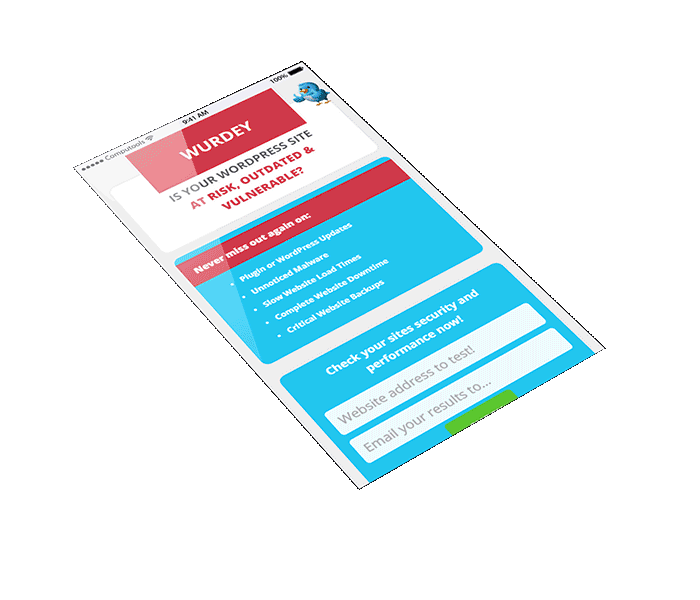 Computools 9:41 AM 100%
WURDEY
IS YOUR WORDPRESS SITE
AT RISK, OUTDATED &
VULNERABLE?
Never miss out again on:
• Plugin or WordPress Updates
• Unnoticed Malware
• Slow Website Load Times
• Complete Website Downtime
• Critical Website Backups
Check your sites security and
performance now!
Website address to test!
Email your results to...